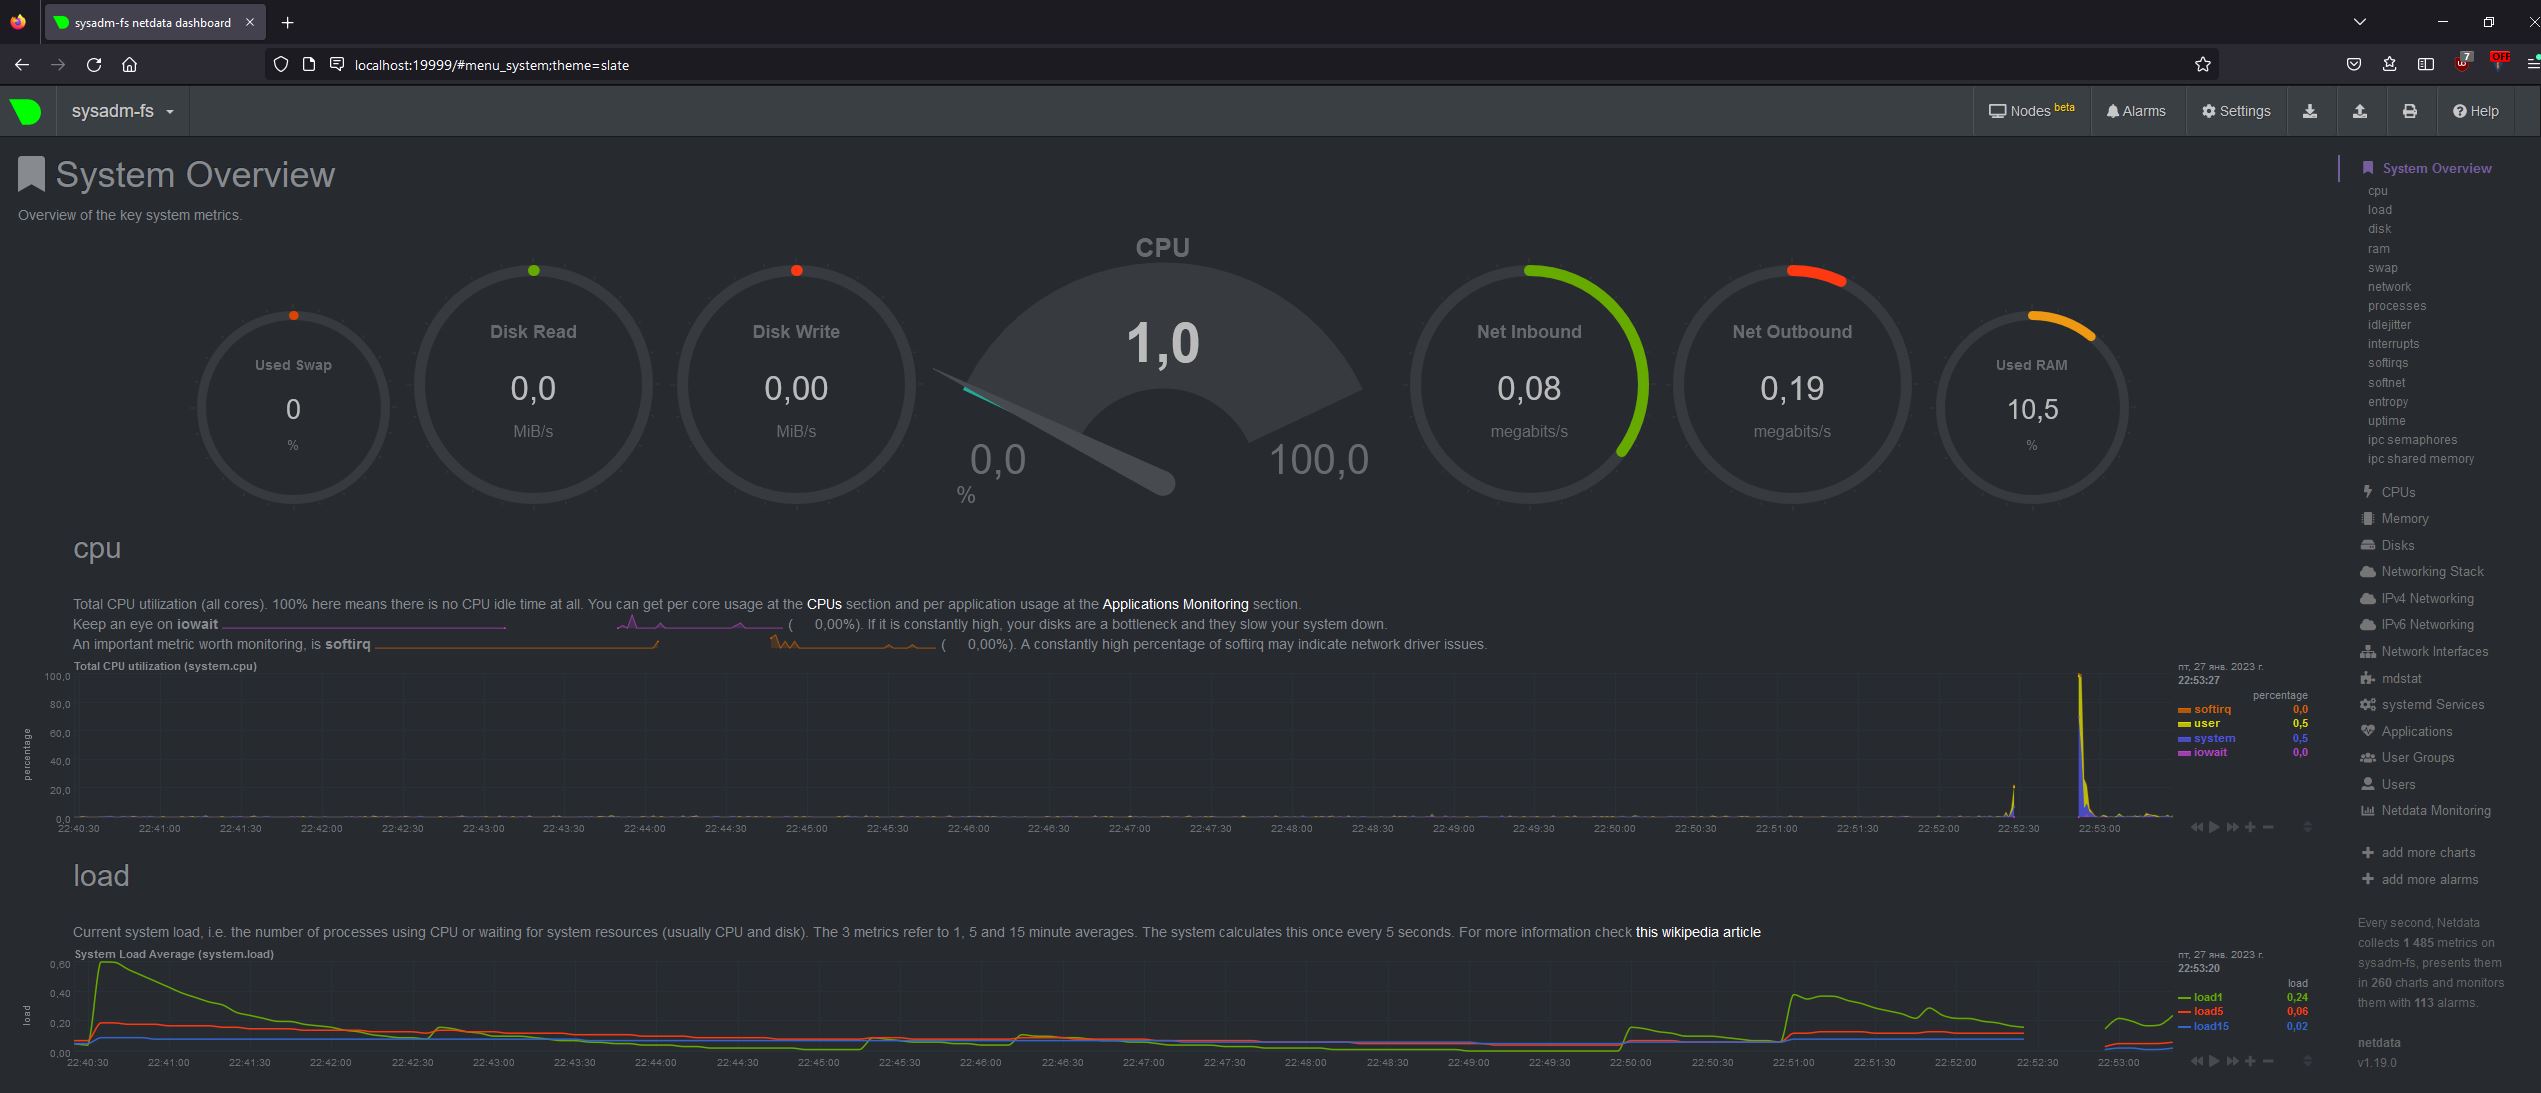 sysadm-fs netdata dashboard
localhost:19999/#menu_system;theme=slate
7
OFF
sysadm-fs
Nodes beta
Alarms
Settings
Help
System Overview
Overview of the key system metrics.
Used Swap
0
%
Disk Read
0,0
MiB/s
Disk Write
0,00
MiB/s
CPU
1,0
0,0
100,0
%
Net Inbound
0,08
megabits/s
Net Outbound
0,19
megabits/s
Used RAM
10,5
%
cpu
Total CPU utilization (all cores). 100% here means there is no CPU idle time at all. You can get per core usage at the CPUs section and per application usage at the Applications Monitoring section.
Keep an eye on iowait ( 0,00%). If it is constantly high, your disks are a bottleneck and they slow your system down.
An important metric worth monitoring, is softirq ( 0,00%). A constantly high percentage of softirq may indicate network driver issues.
Total CPU utilization (system.cpu)
percentage
100,0
80,0
60,0
40,0
20,0
0,0
22:40:30 22:41:00 22:41:30 22:42:00 22:42:30 22:43:00 22:43:30 22:44:00 22:44:30 22:45:00 22:45:30 22:46:00 22:46:30 22:47:00 22:47:30 22:48:00 22:48:30 22:49:00 22:49:30 22:50:00 22:50:30 22:51:00 22:51:30 22:52:00 22:52:30 22:53:00
пт, 27 янв. 2023 г.
22:53:27
percentage
softirq 0,0
user 0,5
system 0,5
iowait 0,0
load
Current system load, i.e. the number of processes using CPU or waiting for system resources (usually CPU and disk). The 3 metrics refer to 1, 5 and 15 minute averages. The system calculates this once every 5 seconds. For more information check this wikipedia article
System Load Average (system.load)
load
0,60
0,40
0,20
0,00
22:40:30 22:41:00 22:41:30 22:42:00 22:42:30 22:43:00 22:43:30 22:44:00 22:44:30 22:45:00 22:45:30 22:46:00 22:46:30 22:47:00 22:47:30 22:48:00 22:48:30 22:49:00 22:49:30 22:50:00 22:50:30 22:51:00 22:51:30 22:52:00 22:52:30 22:53:00
пт, 27 янв. 2023 г.
22:53:20
load
load1 0,24
load5 0,06
load15 0,02
System Overview
cpu
load
disk
ram
swap
network
processes
idlejitter
interrupts
softirqs
softnet
entropy
uptime
ipc semaphores
ipc shared memory
CPUs
Memory
Disks
Networking Stack
IPv4 Networking
IPv6 Networking
Network Interfaces
mdstat
systemd Services
Applications
User Groups
Users
Netdata Monitoring
add more charts
add more alarms
Every second, Netdata
collects 1 485 metrics on
sysadm-fs, presents them
in 260 charts and monitors
them with 113 alarms.
netdata
v1.19.0